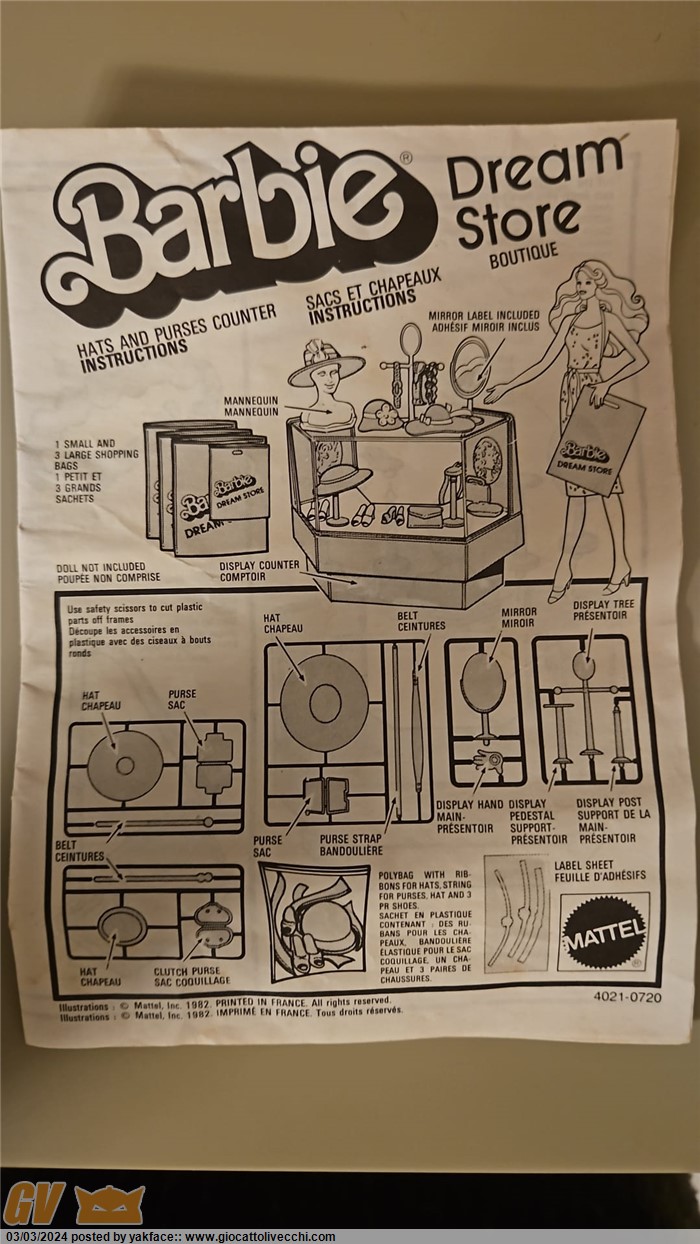 Barbie®
Dream
Store
BOUTIQUE
HATS AND PURSES COUNTER
INSTRUCTIONS
SACS ET CHAPEAUX
INSTRUCTIONS
MIRROR LABEL INCLUDED
ADHÉSIF MIROIR INCLUS
MANNEQUIN
MANNEQUIN
1 SMALL AND
3 LARGE SHOPPING
BAGS
1 PETIT ET
3 GRANDS
SACHETS
Barbie
DREAM STORE
Ba
DREAM
Barbie
DREAM STORE
DOLL NOT INCLUDED
POUPÉE NON COMPRISE
DISPLAY COUNTER
COMPTOIR
Use safety scissors to cut plastic
parts off frames
Découpe les accessoires en
plastique avec des ciseaux à bouts
ronds
HAT
CHAPEAU
BELT
CEINTURES
MIRROR
MIROIR
DISPLAY TREE
PRÉSENTOIR
HAT
CHAPEAU
PURSE
SAC
BELT
CEINTURES
PURSE
SAC
PURSE STRAP
BANDOULIÈRE
DISPLAY HAND
MAIN-
PRÉSENTOIR
DISPLAY
PEDESTAL
SUPPORT-
PRÉSENTOIR
DISPLAY POST
SUPPORT DE LA
MAIN-
PRÉSENTOIR
HAT
CHAPEAU
CLUTCH PURSE
SAC COQUILLAGE
POLYBAG WITH RIB-
BONS FOR HATS, STRING
FOR PURSES, HAT AND 3
PR SHOES.
SACHET EN PLASTIQUE
CONTENANT : DES RU-
BANS POUR LES CHA-
PEAUX, BANDOULIÈRE
ÉLASTIQUE POUR LE SAC
COQUILLAGE, UN CHA-
PEAU ET 3 PAIRES DE
CHAUSSURES.
LABEL SHEET
FEUILLE D'ADHÉSIFS
MATTEL
®
4021-0720
Illustrations : © Mattel, Inc. 1982. PRINTED IN FRANCE. All rights reserved.
Illustrations : © Mattel, Inc. 1982. IMPRIMÉ EN FRANCE. Tous droits réservés.
GV
03/03/2024 posted by yakface:: www.giocattolivecchi.com